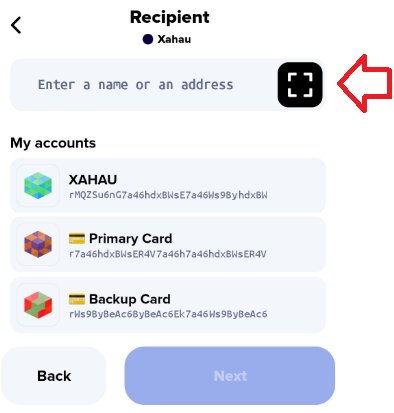 Recipient
Xahau
Enter a name or an address
My accounts
XAHAU
rMQZSu6nG7a46hdxBWsE7a46Ws9ByhdxBW
💳 Primary Card
r7a46hdxBWsER4V7a46h7a46hdxBWsER4V
💳 Backup Card
rWs9ByBeAc6ByBeAc6Ek7a46Ws9ByBeAc6
Back
Next